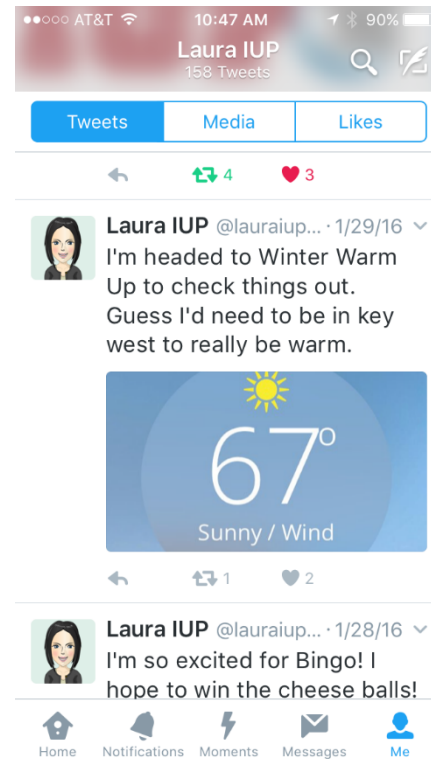 AT&T 10:47 AM 90%
Laura IUP
158 Tweets
Tweets Media Likes
4 3
Laura IUP @lauraiup... · 1/29/16
I'm headed to Winter Warm
Up to check things out.
Guess I'd need to be in key
west to really be warm.
67°
Sunny / Wind
1 2
Laura IUP @lauraiup... · 1/28/16
I'm so excited for Bingo! I
hope to win the cheese balls!
Home Notifications Moments Messages Me